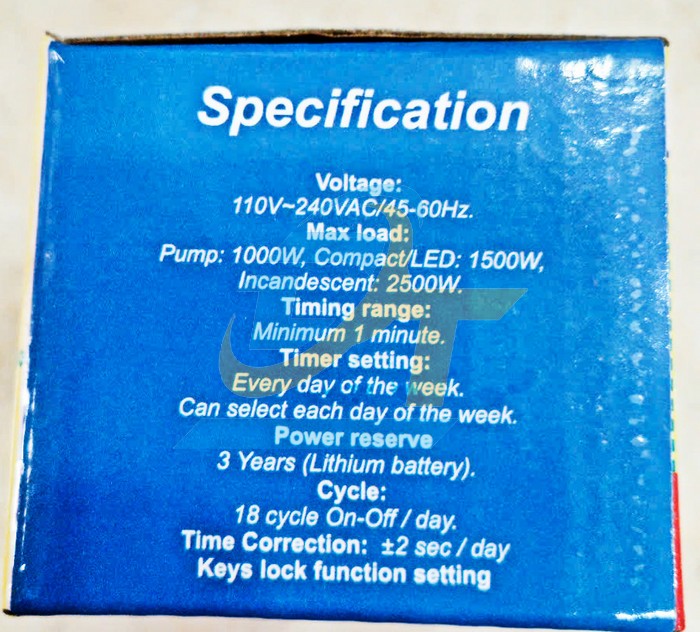 Specification
Voltage:
110V~240VAC/45-60Hz.
Max load:
Pump: 1000W, Compact/LED: 1500W,
Incandescent: 2500W.
Timing range:
Minimum 1 minute.
Timer setting:
Every day of the week.
Can select each day of the week.
Power reserve
3 Years (Lithium battery).
Cycle:
18 cycle On-Off / day.
Time Correction: ±2 sec / day
Keys lock function setting